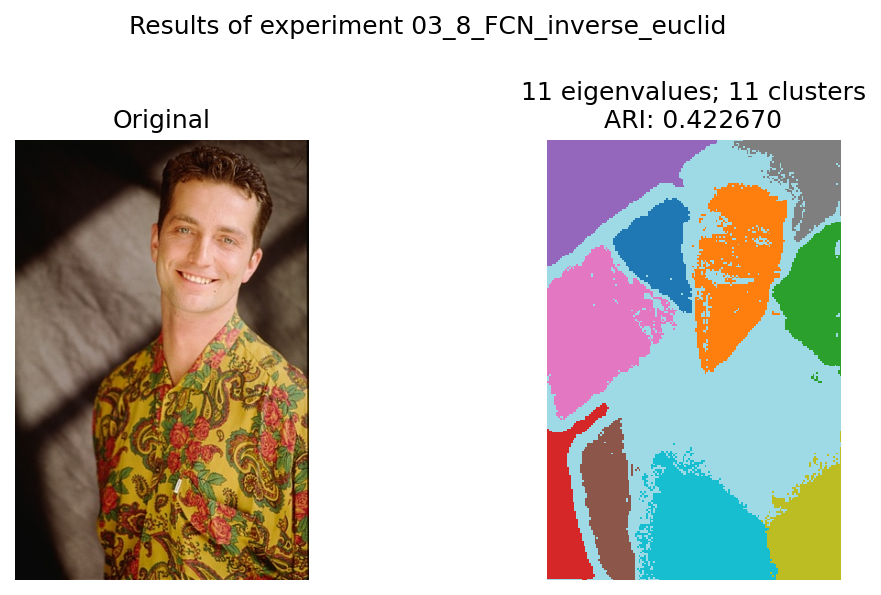 Results of experiment 03_8_FCN_inverse_euclid
Original
11 eigenvalues; 11 clusters
ARI: 0.422670